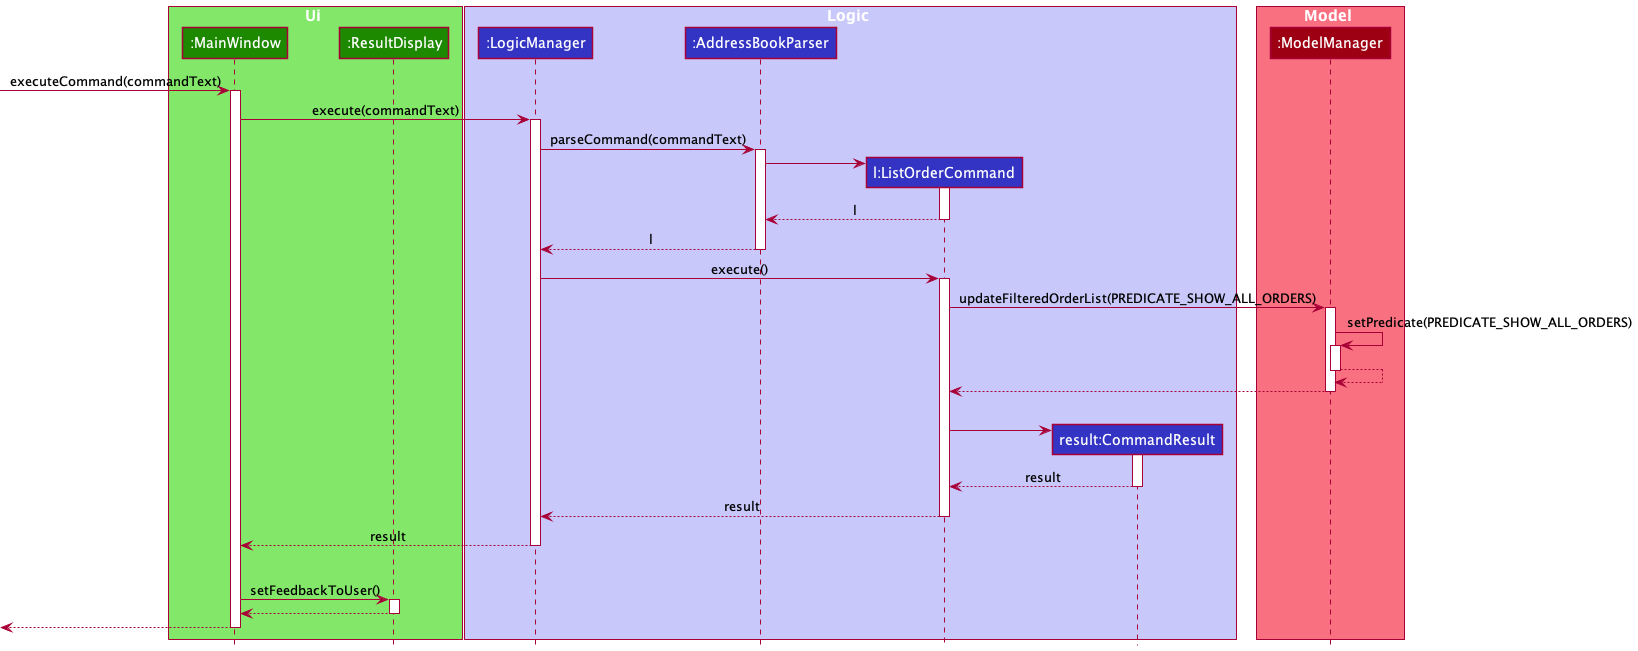 Ui
Logic
Model
:MainWindow
:ResultDisplay
:LogicManager
:AddressBookParser
:ModelManager
executeCommand(commandText)
execute(commandText)
parseCommand(commandText)
l:ListOrderCommand
l
l
execute()
updateFilteredOrderList(PREDICATE_SHOW_ALL_ORDERS)
setPredicate(PREDICATE_SHOW_ALL_ORDERS)
result:CommandResult
result
result
result
setFeedbackToUser()